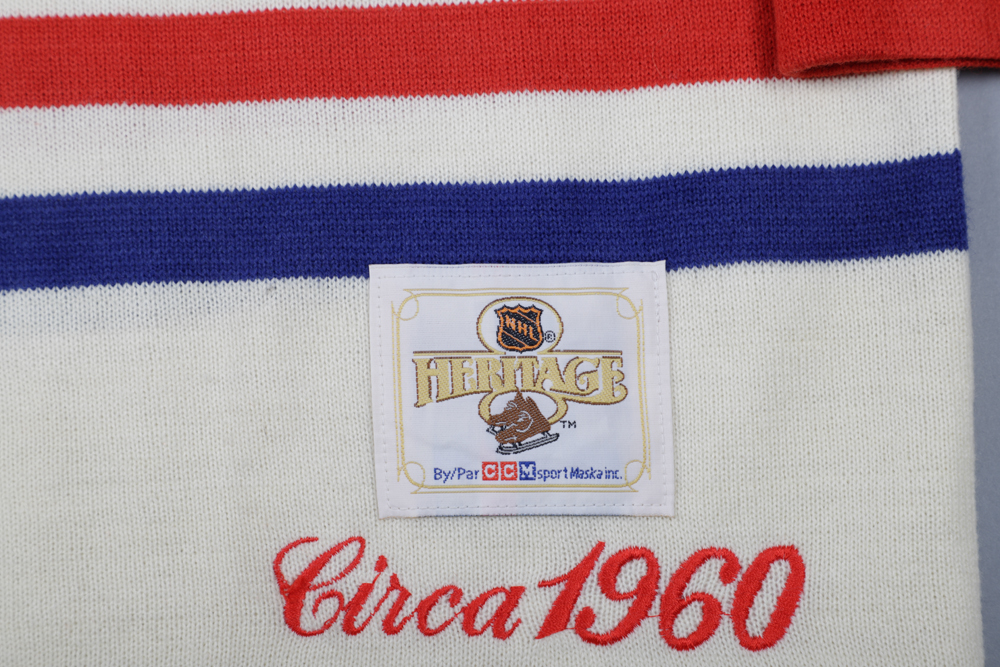 NHL ®
HERITAGE
TM
By/Par CCM sport Maska inc.
Circa 1960